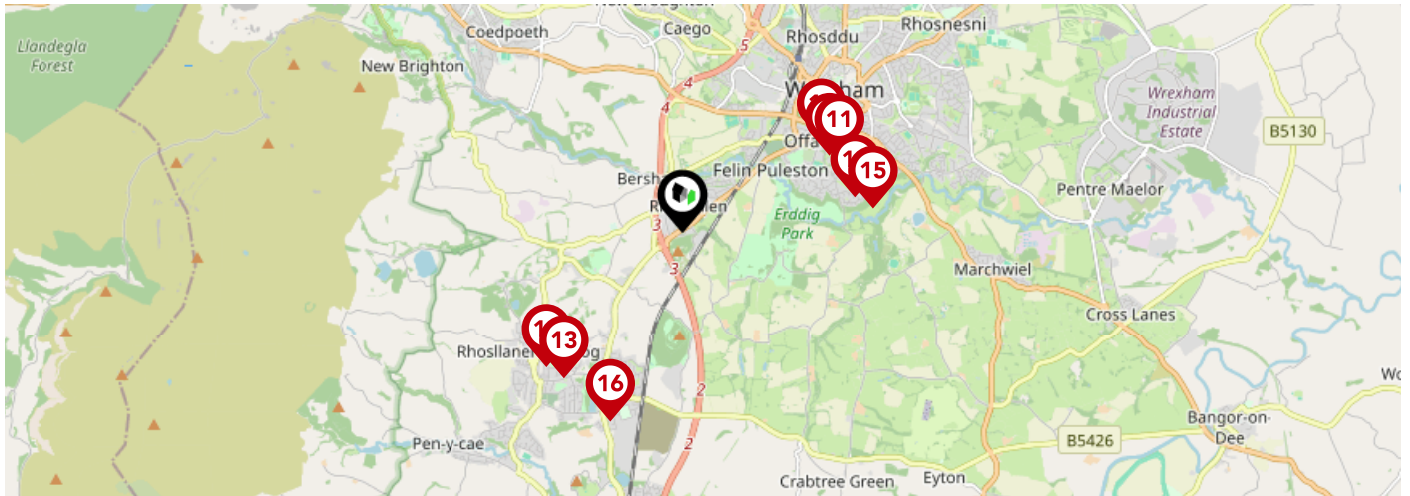 Coedpoeth
Caego
Rhosddu
Rhosnesni
Llandegla
Forest
New Brighton
5
4
4
Wrexham
Industrial
Estate
B5130
11
15
Felin Puleston
Pentre Maelor
Erddig
Park
3
3
Marchwiel
Cross Lanes
13
16
2
2
Pen-y-cae
Bangor-on-
Dee
B5426
Eyton
Crabtree Green